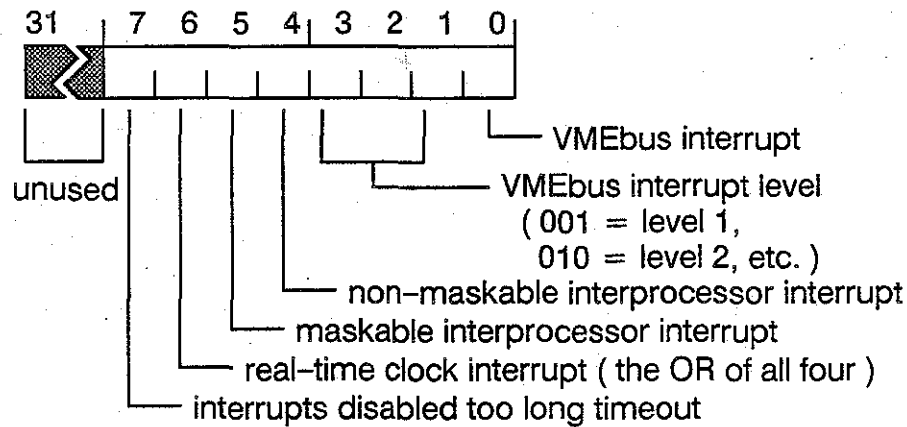 31 7 6 5 4 3 2 1 0
VMEbus interrupt
unused
VMEbus interrupt level
( 001 = level 1,
010 = level 2, etc. )
non-maskable interprocessor interrupt
maskable interprocessor interrupt
real-time clock interrupt ( the OR of all four )
interrupts disabled too long timeout